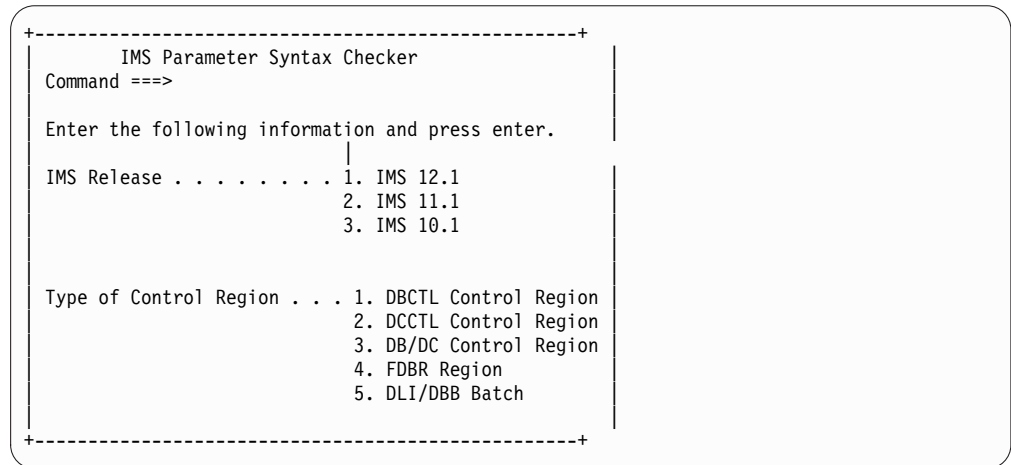 +---------------------------------------------------+
IMS Parameter Syntax Checker
Command ===>
Enter the following information and press enter.
IMS Release . . . . . . . . 1. IMS 12.1
2. IMS 11.1
3. IMS 10.1
Type of Control Region . . . 1. DBCTL Control Region
2. DCCTL Control Region
3. DB/DC Control Region
4. FDBR Region
5. DLI/DBB Batch
+---------------------------------------------------+